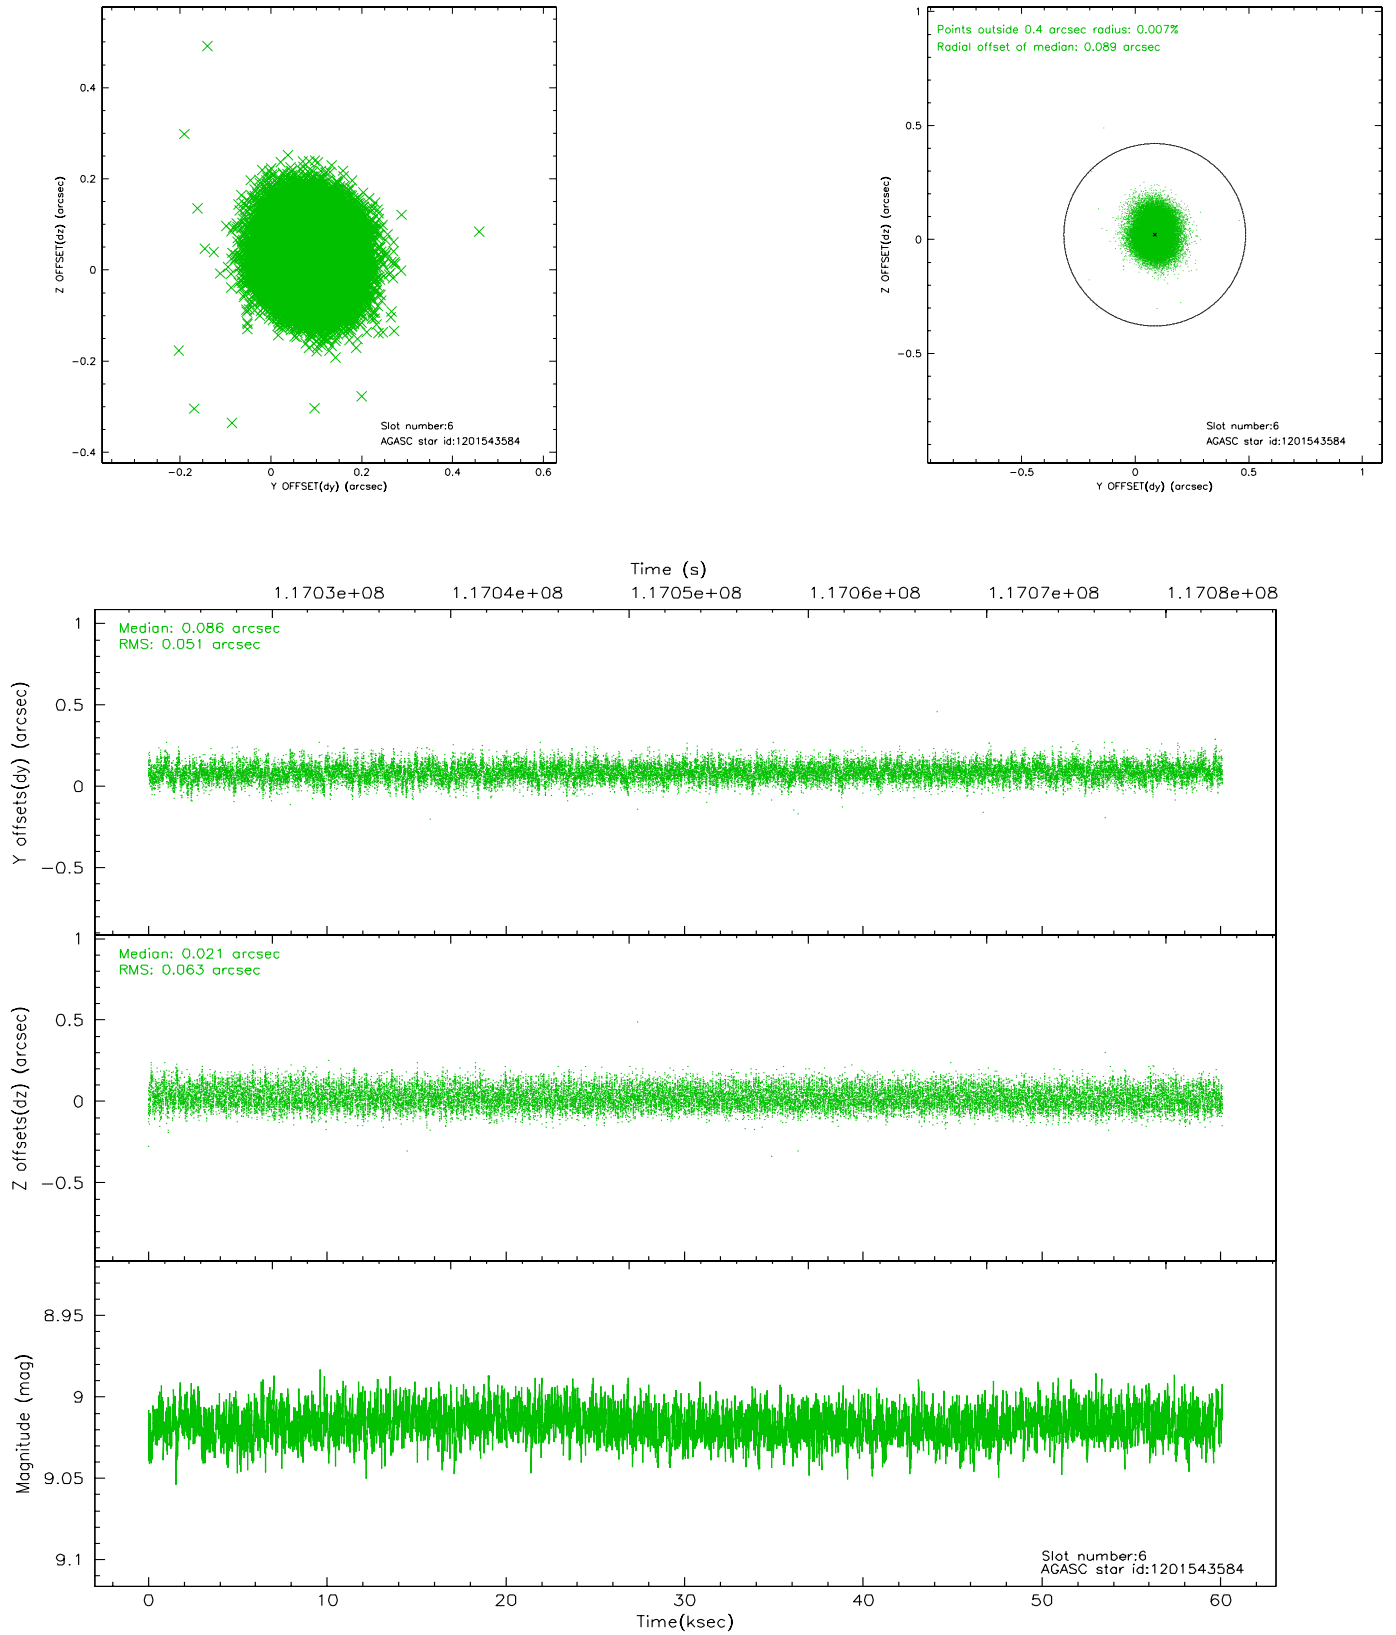 0.4
0.2
0
−0.2
−0.4
Z OFFSET(dz) (arcsec)
−0.2
0
0.2
0.4
0.6
Y OFFSET(dy) (arcsec)
Slot number:6
AGASC star id:1201543584
Points outside 0.4 arcsec radius: 0.007%
Radial offset of median: 0.089 arcsec
1
0.5
0
−0.5
Z OFFSET(dz) (arcsec)
−0.5
0
0.5
1
Y OFFSET(dy) (arcsec)
Slot number:6
AGASC star id:1201543584
Time (s)
1.1703e+08
1.1704e+08
1.1705e+08
1.1706e+08
1.1707e+08
1.1708e+08
Median: 0.086 arcsec
RMS: 0.051 arcsec
1
0.5
0
−0.5
Y offsets(dy) (arcsec)
Median: 0.021 arcsec
RMS: 0.063 arcsec
1
0.5
0
−0.5
Z offsets(dz) (arcsec)
8.95
9
9.05
9.1
Magnitude (mag)
Slot number:6
AGASC star id:1201543584
0
10
20
30
40
50
60
Time(ksec)